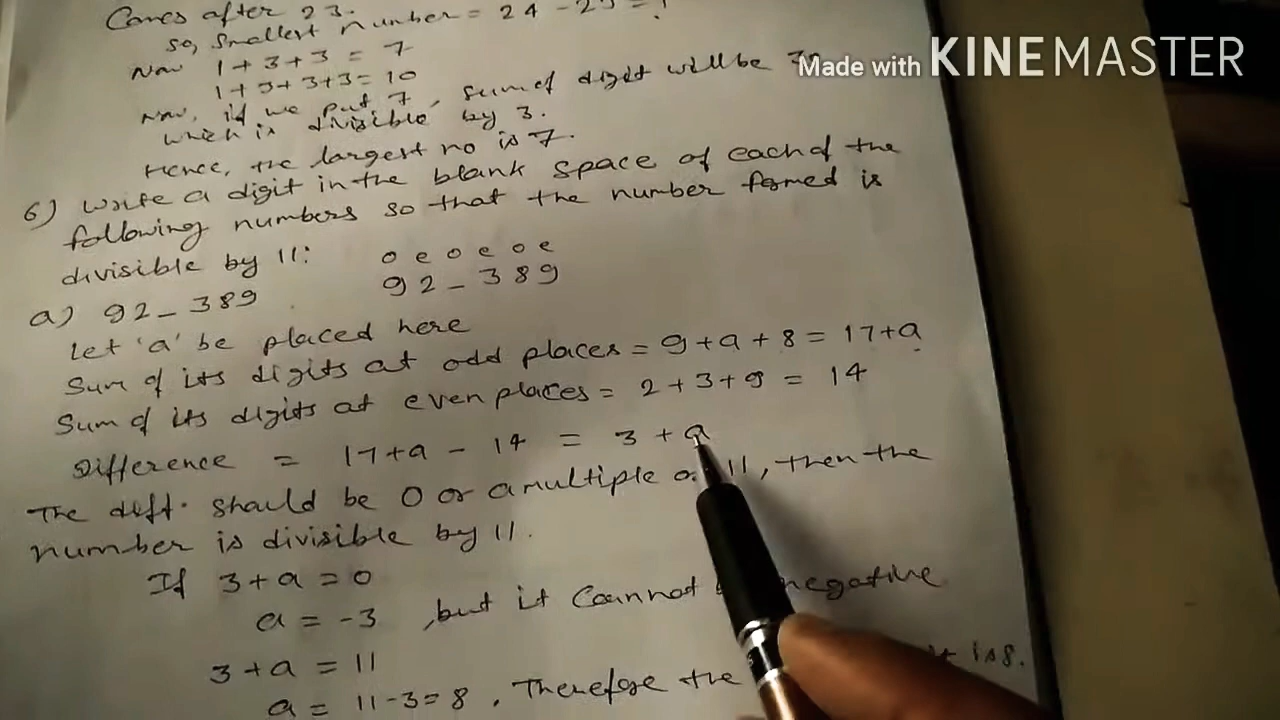 Comes after 23.
so, smallest number = 24 - 23 = 1
Made with KINEMASTER
Now 1 + 3 + 3 = 7
1 + 3 + 3 + 3 = 10
Now, if we put 7, sum of digit will be
which is divisible by 3.
Hence, the largest no is 7.
6) Write a digit in the blank space of each of the
following numbers so that the number formed is
divisible by 11:
o e o e o e
a) 92_389 92_389
Let 'a' be placed here
Sum of its digits at odd places = 9 + a + 8 = 17 + a
Sum of its digits at even places = 2 + 3 + 9 = 14
Difference = 17 + a - 14 = 3 + a
The diff. should be 0 or a multiple of 11, then the
number is divisible by 11.
If 3 + a = 0
a = -3, but it cannot negative
3 + a = 11
a = 11 - 3 = 8. Therefore the is 8.